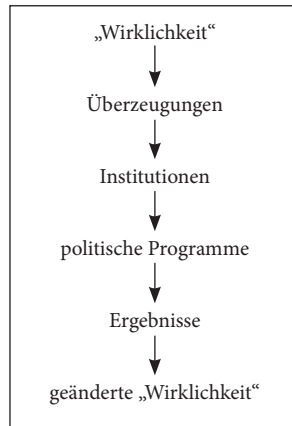 „Wirklichkeit“
Überzeugungen
Institutionen
politische Programme
Ergebnisse
geänderte „Wirklichkeit“